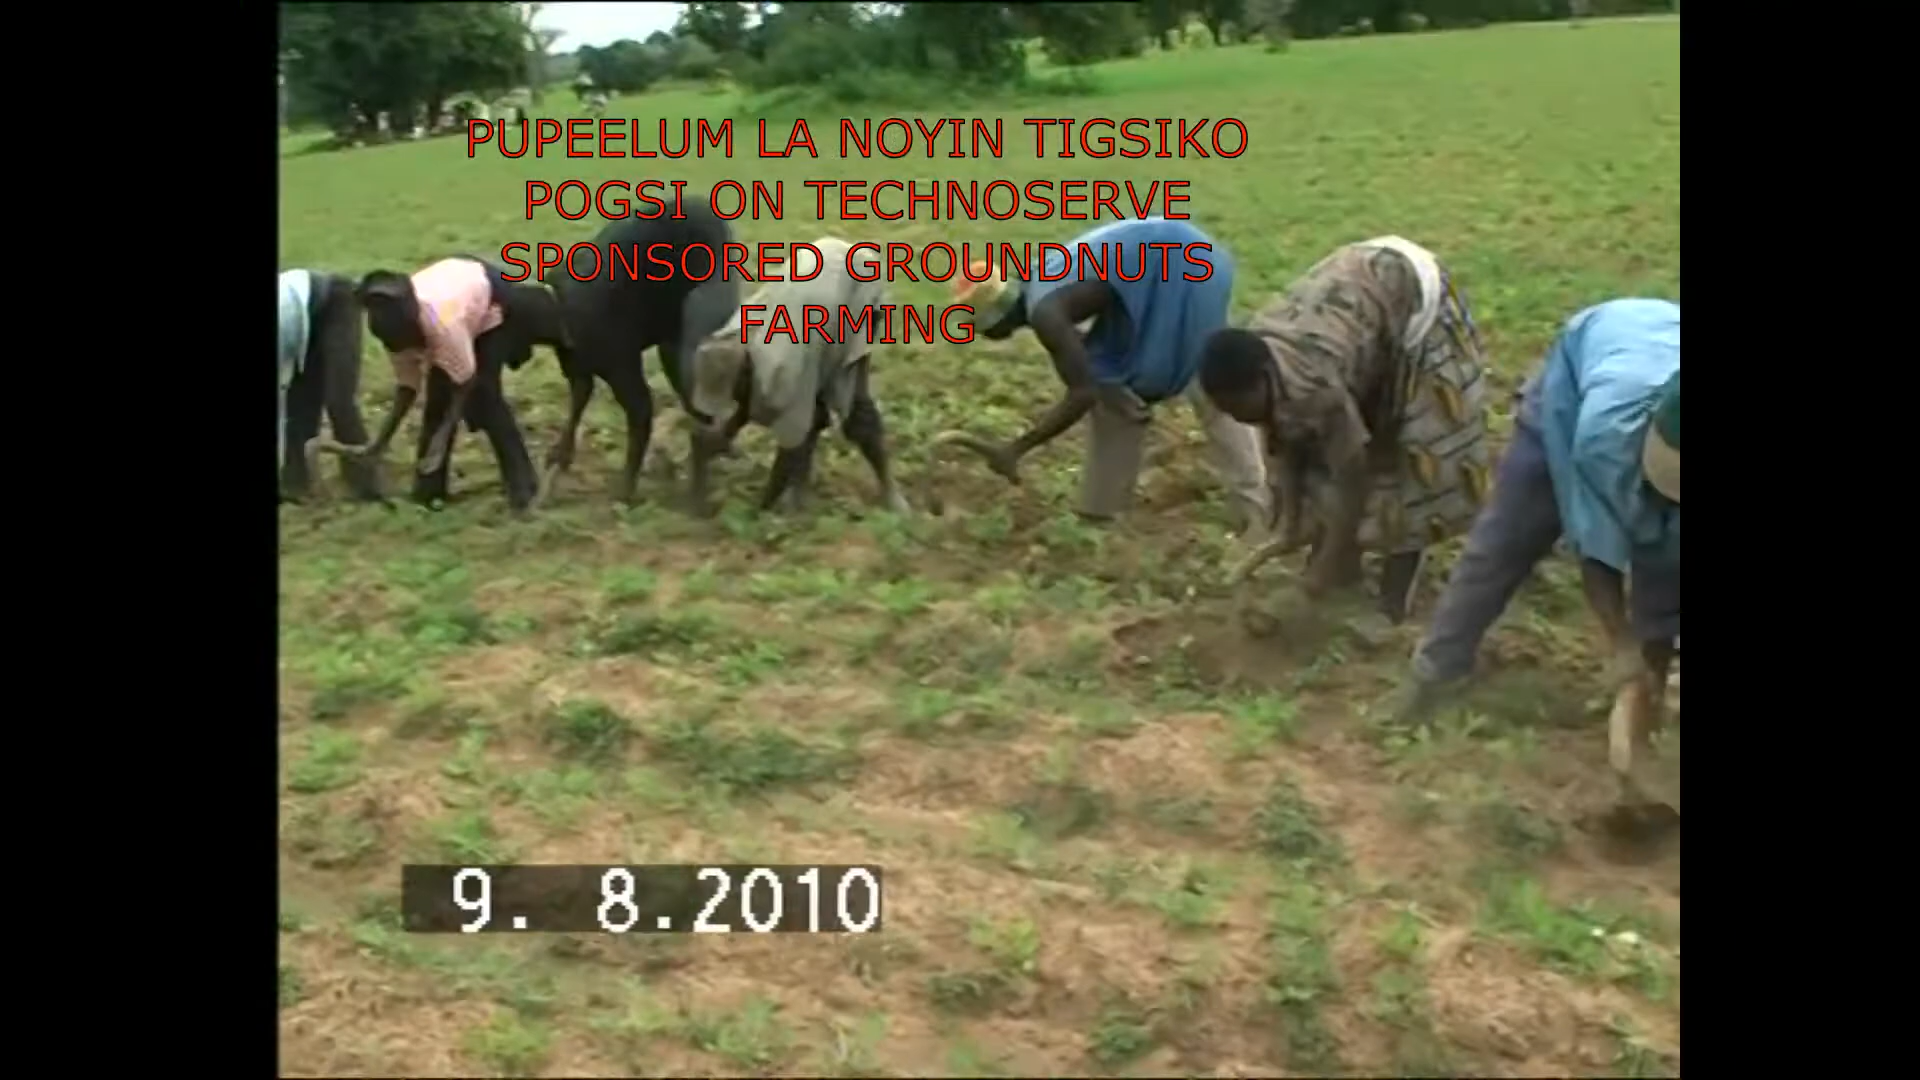 PUPEELUM LA NOYIN TIGSIKO
POGSI ON TECHNOSERVE
SPONSORED GROUNDNUTS
FARMING
9. 8.2010